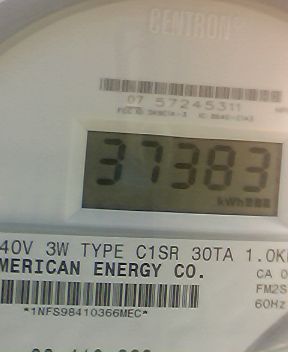 CENTRON
07 57245311
37383
kWh
40V 3W TYPE C1SR 30TA 1.0K
MERICAN ENERGY CO.
CA 0
FM2S
60Hz
*1NFS98410366MEC*